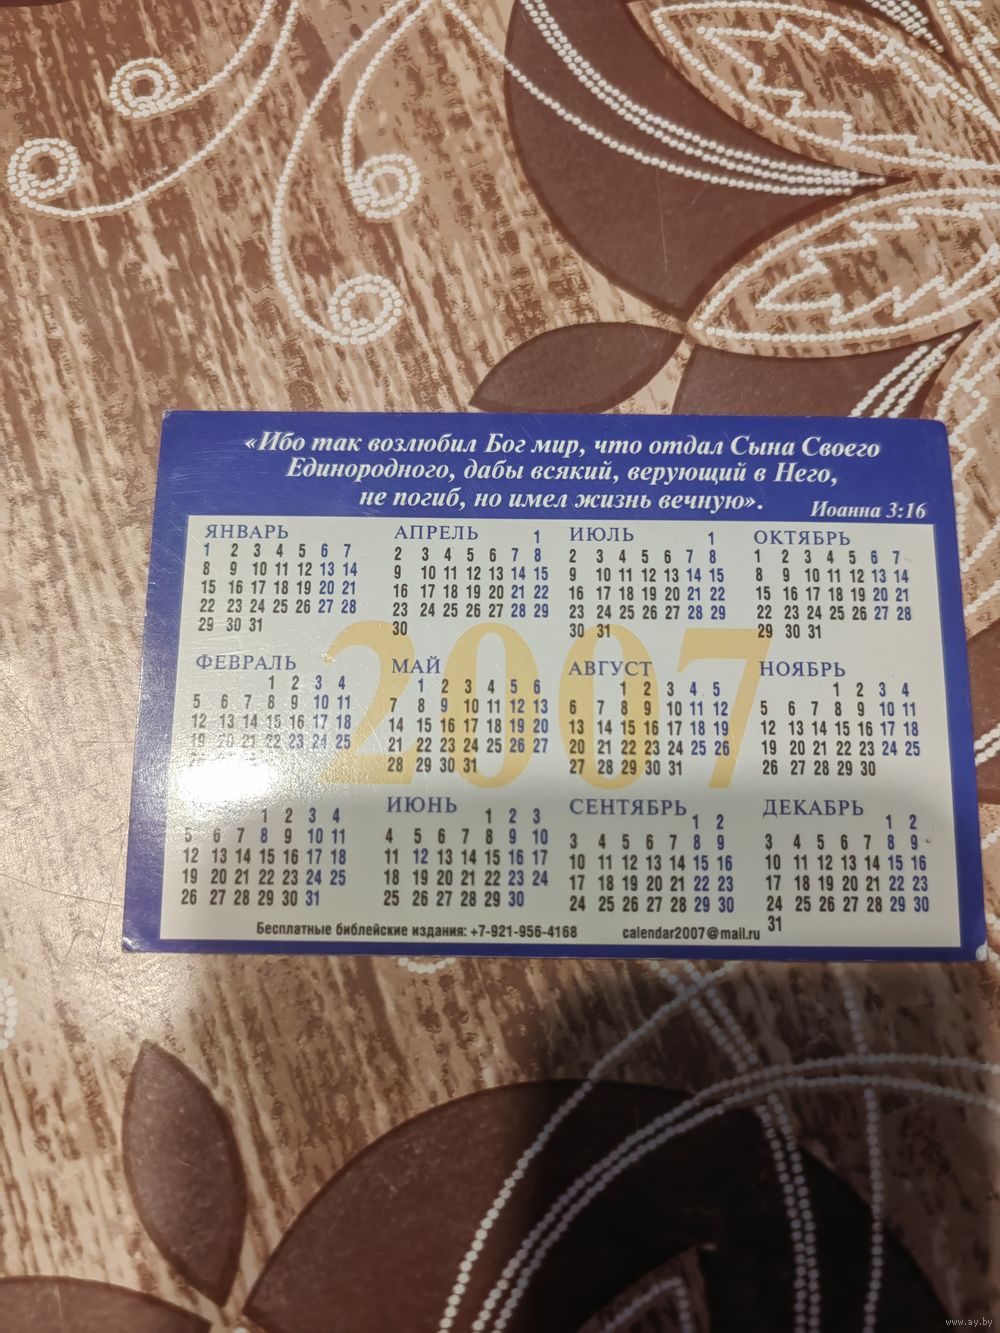 «Ибо так возлюбил Бог мир, что отдал Сына Своего
Единородного, дабы всякий, верующий в Него,
не погиб, но имел жизнь вечную».
Иоанна 3:16
2007
ЯНВАРЬ
1 2 3 4 5 6 7
8 9 10 11 12 13 14
15 16 17 18 19 20 21
22 23 24 25 26 27 28
29 30 31
ФЕВРАЛЬ
1 2 3 4
5 6 7 8 9 10 11
12 13 14 15 16 17 18
19 20 21 22 23 24 25
1 2 3 4
5 6 7 8 9 10 11
12 13 14 15 16 17 18
19 20 21 22 23 24 25
26 27 28 29 30 31
АПРЕЛЬ 1
2 3 4 5 6 7 8
9 10 11 12 13 14 15
16 17 18 19 20 21 22
23 24 25 26 27 28 29
30
МАЙ
1 2 3 4 5 6
7 8 9 10 11 12 13
14 15 16 17 18 19 20
21 22 23 24 25 26 27
28 29 30 31
ИЮНЬ
1 2 3
4 5 6 7 8 9 10
11 12 13 14 15 16 17
18 19 20 21 22 23 24
25 26 27 28 29 30
ИЮЛЬ 1
2 3 4 5 6 7 8
9 10 11 12 13 14 15
16 17 18 19 20 21 22
23 24 25 26 27 28 29
30 31
АВГУСТ
1 2 3 4 5
6 7 8 9 10 11 12
13 14 15 16 17 18 19
20 21 22 23 24 25 26
27 28 29 30 31
СЕНТЯБРЬ
1 2
3 4 5 6 7 8 9
10 11 12 13 14 15 16
17 18 19 20 21 22 23
24 25 26 27 28 29 30
ОКТЯБРЬ
1 2 3 4 5 6 7
8 9 10 11 12 13 14
15 16 17 18 19 20 21
22 23 24 25 26 27 28
29 30 31
НОЯБРЬ
1 2 3 4
5 6 7 8 9 10 11
12 13 14 15 16 17 18
19 20 21 22 23 24 25
26 27 28 29 30
ДЕКАБРЬ
1 2
3 4 5 6 7 8 9
10 11 12 13 14 15 16
17 18 19 20 21 22 23
24 25 26 27 28 29 30
31
Бесплатные библейские издания: +7-921-956-4168 calendar2007@mail.ru
www.ay.by